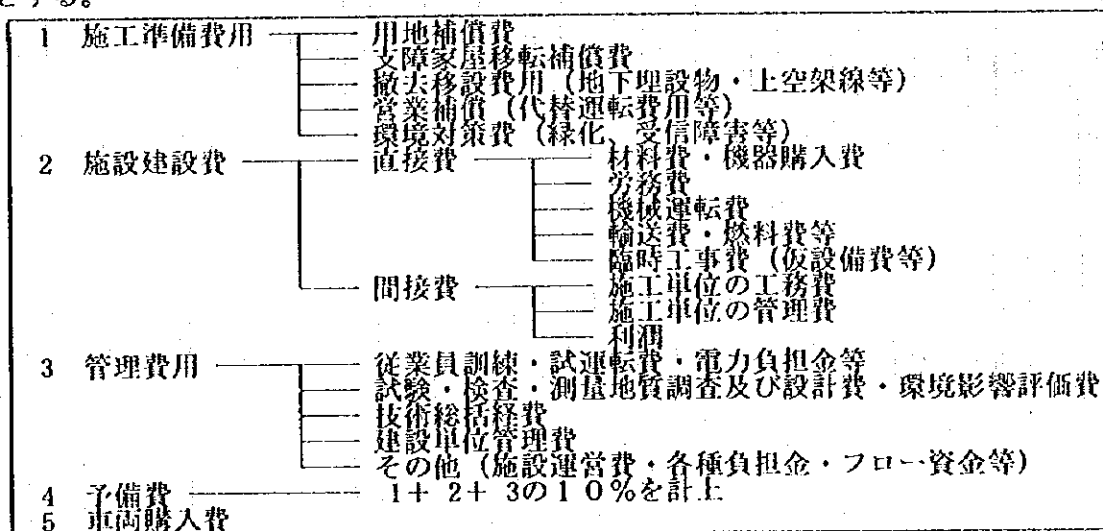 とする。
1 施工準備費用 用地補償費
支障家屋移転補償費
撤去移設費用 (地下埋設物・上空架線等)
営業補償 (代替運転費用等)
環境対策費 (緑化、受信障害等)
2 施設建設費 直接費 材料費・機器購入費
労務費
機械運転費
輸送費・燃料費等
臨時工事費 (仮設備費等)
間接費 施工単位の工務費
施工単位の管理費
利潤
3 管理費用 従業員訓練・試運転費・電力負担金等
試験・検査・測量地質調査及び設計費・環境影響評価費
技術総括経費
建設単位管理費
その他 (施設運営費・各種負担金・フロー資金等)
4 予備費 1+2+3の10%を計上
5 車両購入費